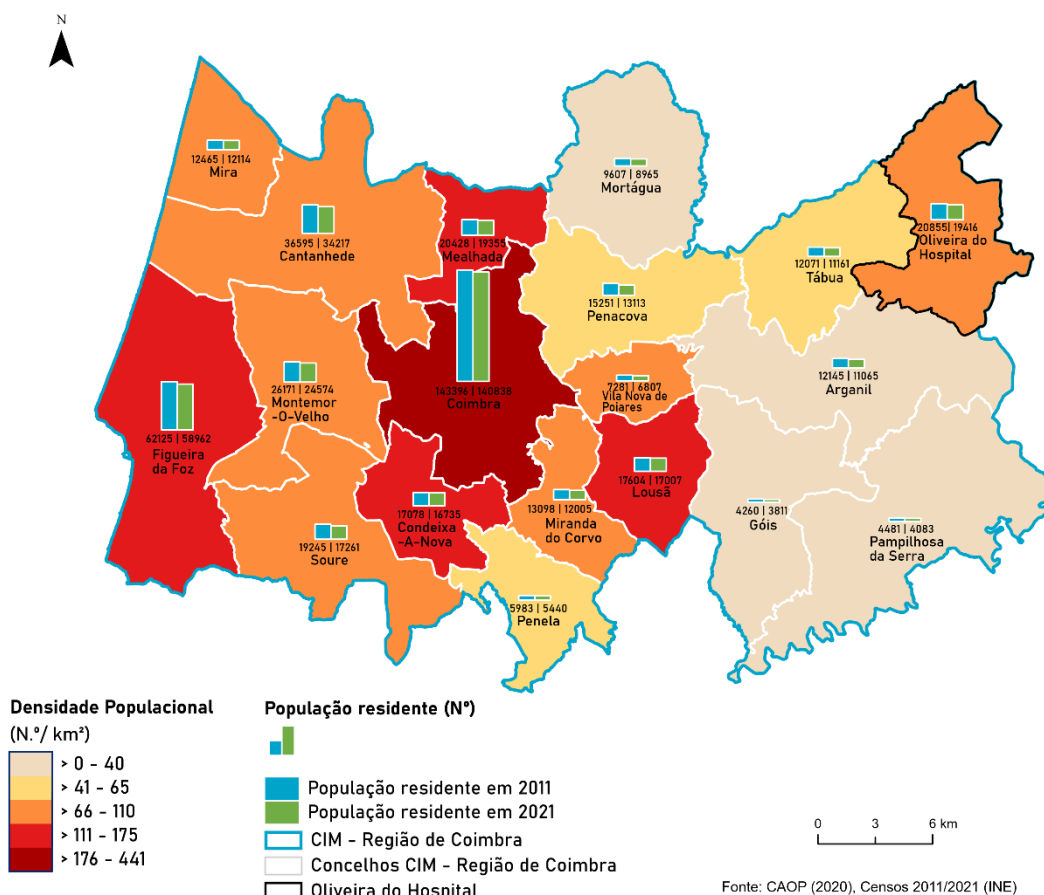 N
12465 | 12114
Mira
36595 | 34217
Cantanhede
20428 | 19355
Mealhada
9607 | 8965
Mortágua
20855| 19416
Oliveira do
Hospital
12071 | 11161
Tábua
15251 | 13113
Penacova
143396 | 140838
Coimbra
12145 | 11065
Arganil
7281 | 6807
Vila Nova de
Poiares
26171 | 24574
Montemor
-O-Velho
62125 | 58962
Figueira
da Foz
17604 | 17007
Lousã
17078 | 16735
Condeixa
-A-Nova
13098 | 12005
Miranda
do Corvo
4260 | 3811
Góis
4481 | 4083
Pampilhosa
da Serra
19245 | 17261
Soure
5983 | 5440
Penela
Densidade Populacional
(N.º/ km²)
> 0 - 40
> 41 - 65
> 66 - 110
> 111 - 175
> 176 - 441
População residente (Nº)
População residente em 2011
População residente em 2021
CIM - Região de Coimbra
Concelhos CIM - Região de Coimbra
Oliveira do Hospital
0 3 6 km
Fonte: CAOP (2020), Censos 2011/2021 (INE)